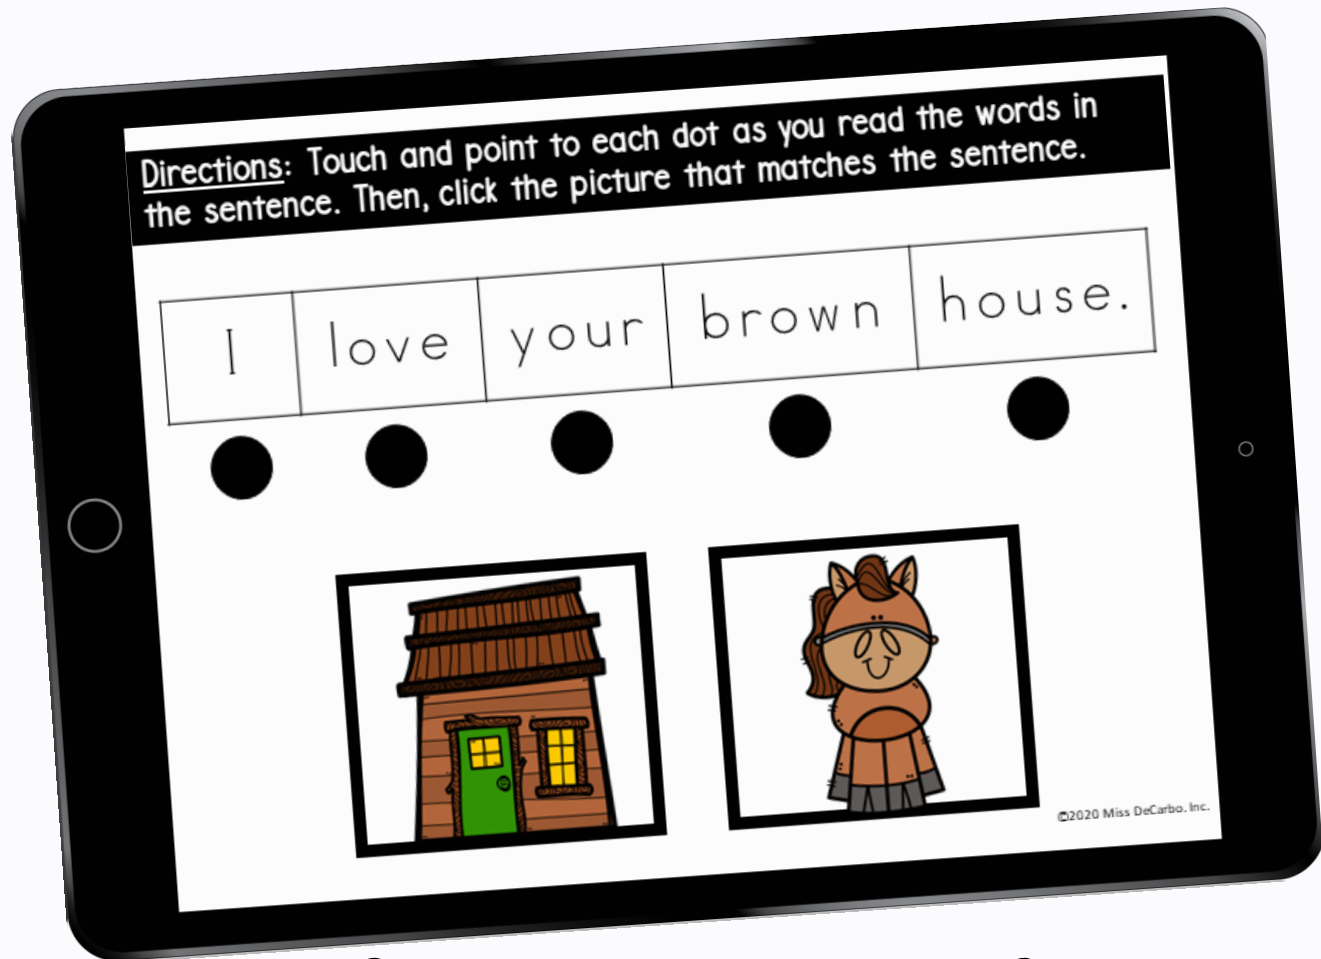 Directions: Touch and point to each dot as you read the words in
the sentence. Then, click the picture that matches the sentence.
I love your brown house.
©2020 Miss DeCarbo, Inc.